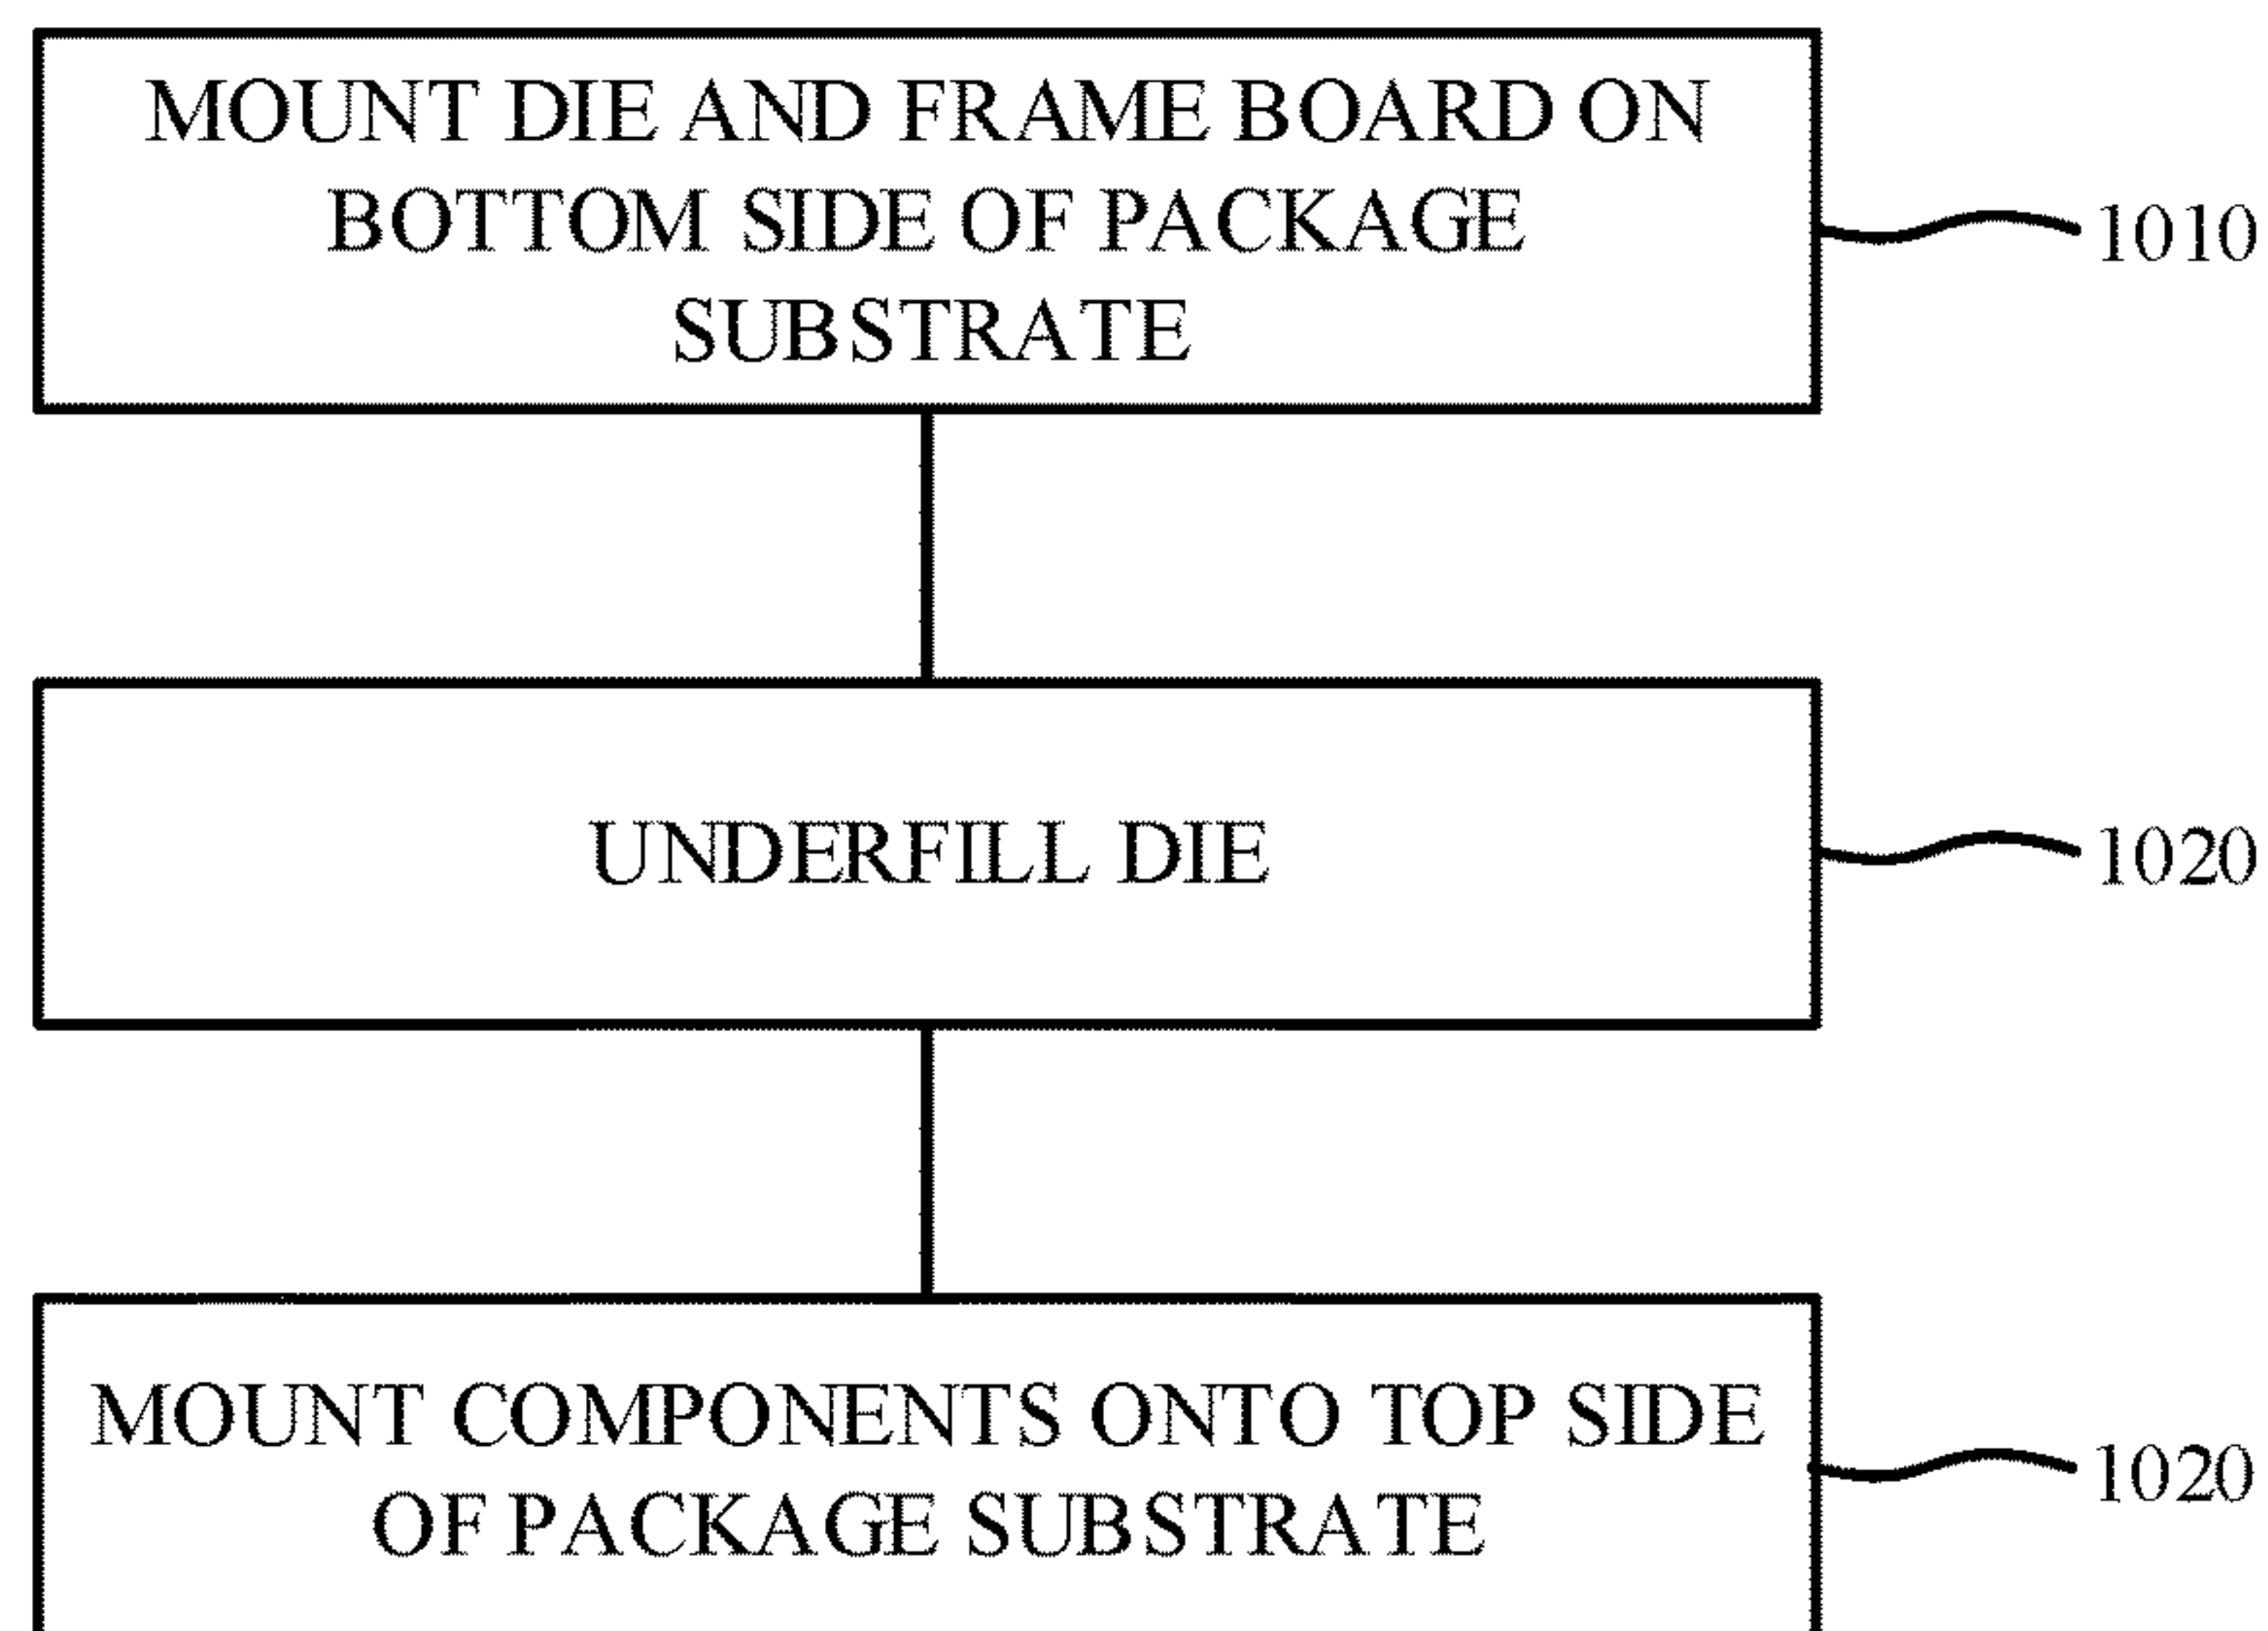 MOUNT DIE AND FRAME BOARD ON
BOTTOM SIDE OF PACKAGE
SUBSTRATE
1010
UNDERFILL DIE
1020
MOUNT COMPONENTS ONTO TOP SIDE
OF PACKAGE SUBSTRATE
1020